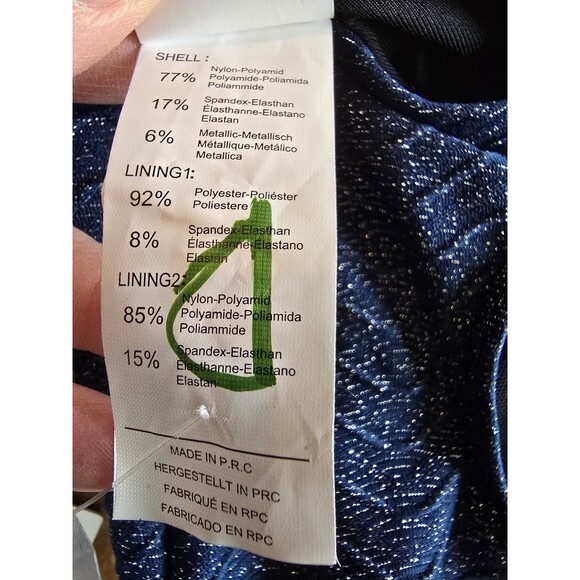 SHELL :
77% Nylon-Polyamid
Polyamide-Poliamida
Poliammide
17% Spandex-Elasthan
Élasthanne-Elastano
Elastan
6% Metallic-Metallisch
Métallique-Metálico
Metallica
LINING1:
92% Polyester-Poliéster
Poliestere
8% Spandex-Elasthan
Élasthanne-Elastano
Elastan
LINING2:
85% Nylon-Polyamid
Polyamide-Poliamida
Poliammide
15% Spandex-Elasthan
Élasthanne-Elastano
Elastan
MADE IN P.R.C
HERGESTELLT IN PRC
FABRIQUÉ EN RPC
FABRICADO EN RPC